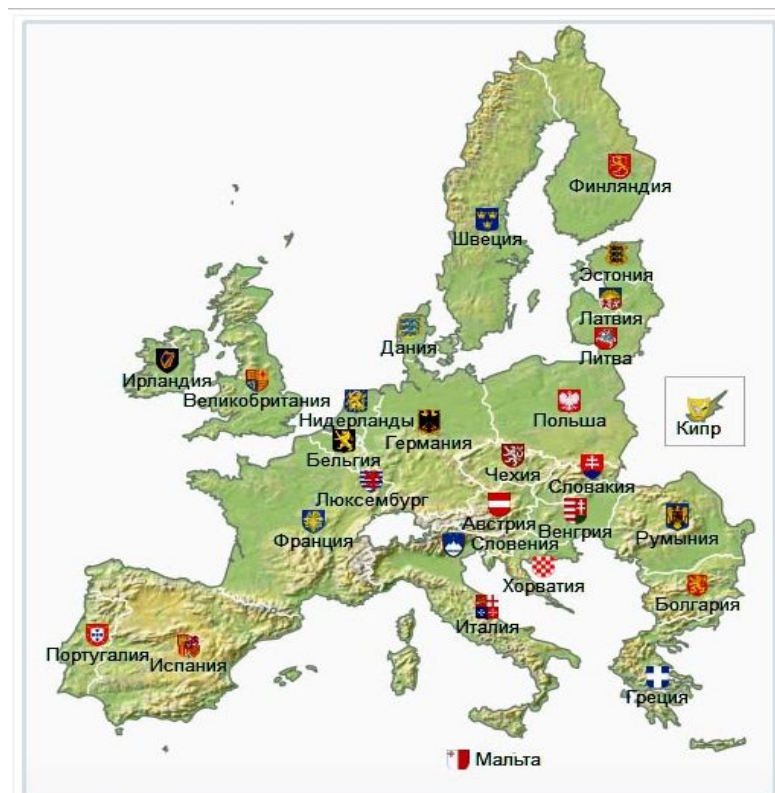 Финляндия
Швеция
Эстония
Латвия
Дания
Литва
Ирландия
Великобритания
Нидерланды
Германия
Польша
Кипр
Бельгия
Чехия
Словакия
Люксембург
Австрия
Венгрия
Франция
Словения
Румыния
Хорватия
Болгария
Италия
Португалия
Испания
Греция
Мальта